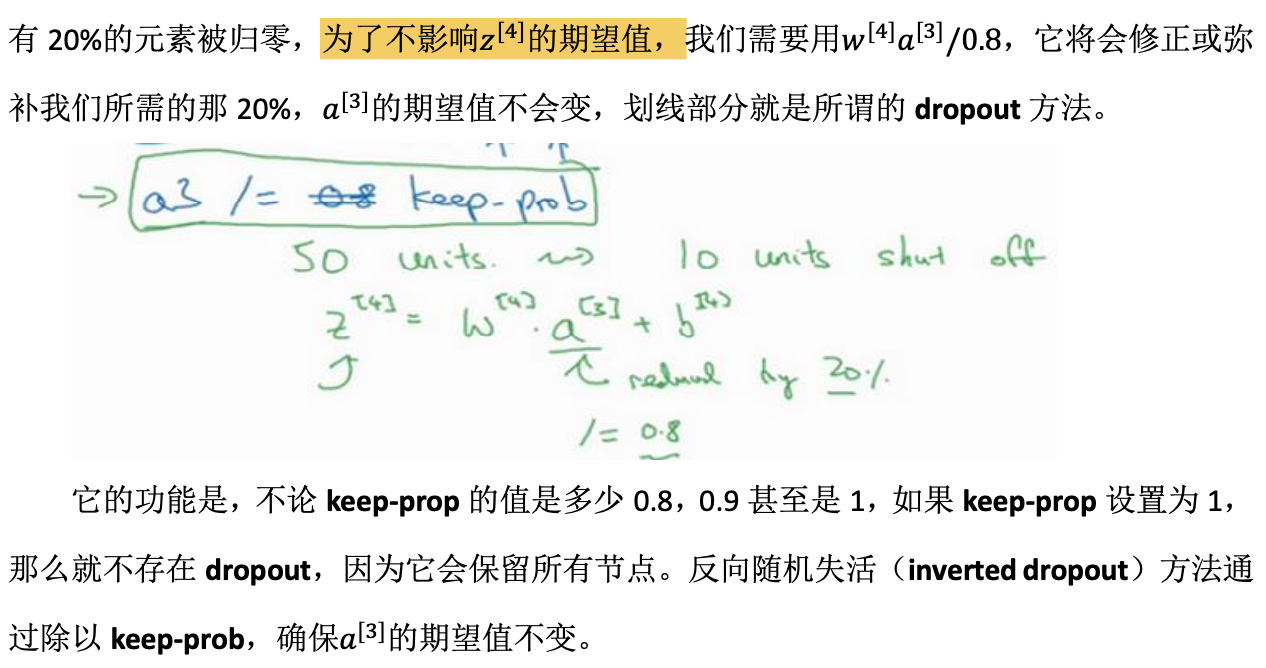 有 20%的元素被归零，为了不影响z^[4]的期望值，我们需要用w^[4]a^[3]/0.8，它将会修正或弥
补我们所需的那 20%，a^[3]的期望值不会变，划线部分就是所谓的 dropout 方法。
→ a3 /= 0.8 keep-prob
50 units. ⇝ 10 units shut off
z^[4] = W^[4] · a^[3] + b^[4]
reduced by 20%
/= 0.8
它的功能是，不论 keep-prop 的值是多少 0.8，0.9 甚至是 1，如果 keep-prop 设置为 1，
那么就不存在 dropout，因为它会保留所有节点。反向随机失活（inverted dropout）方法通
过除以 keep-prob，确保a^[3]的期望值不变。